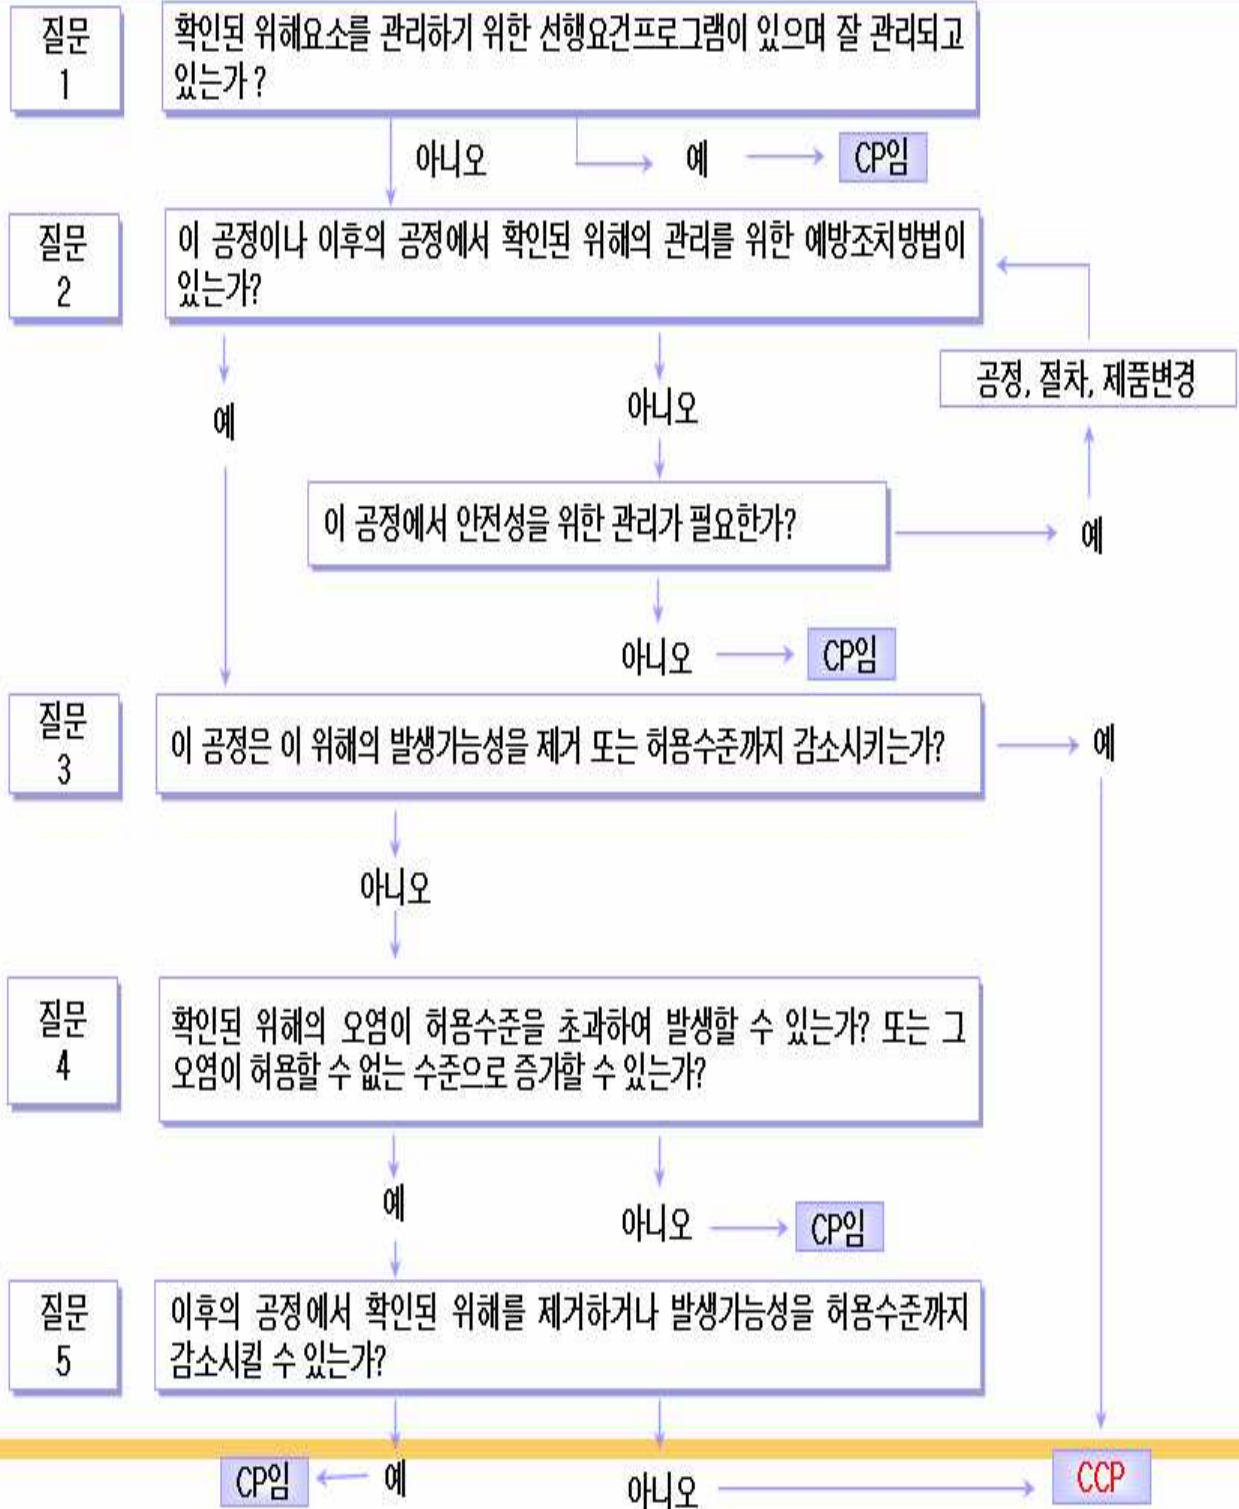 질문
1
확인된 위해요소를 관리하기 위한 선행요건프로그램이 있으며 잘 관리되고
있는가 ?
아니오
예
CP임
질문
2
이 공정이나 이후의 공정에서 확인된 위해의 관리를 위한 예방조치방법이
있는가?
공정, 절차, 제품변경
예
아니오
이 공정에서 안전성을 위한 관리가 필요한가?
예
아니오
CP임
질문
3
이 공정은 이 위해의 발생가능성을 제거 또는 허용수준까지 감소시키는가?
예
아니오
질문
4
확인된 위해의 오염이 허용수준을 초과하여 발생할 수 있는가? 또는 그
오염이 허용할 수 없는 수준으로 증가할 수 있는가?
예
아니오
CP임
질문
5
이후의 공정에서 확인된 위해를 제거하거나 발생가능성을 허용수준까지
감소시킬 수 있는가?
CP임
예
아니오
CCP